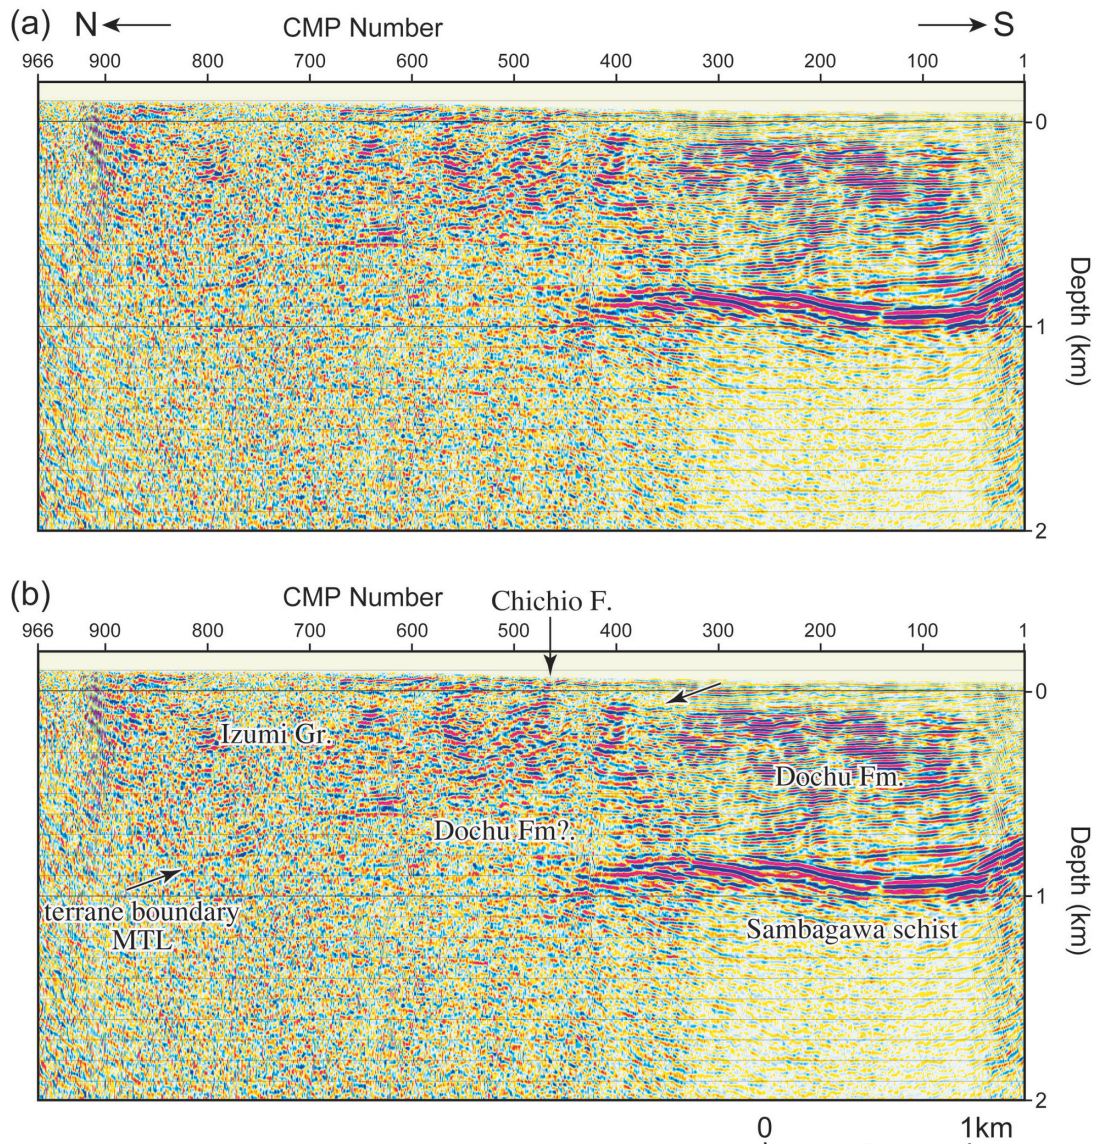 (a) N CMP Number S
966 900 800 700 600 500 400 300 200 100 1
0
1
2
Depth (km)
(b) CMP Number Chichio F.
966 900 800 700 600 500 400 300 200 100 1
0
Izumi Gr.
Dochu Fm.
Dochu Fm?.
1
terrane boundary
MTL
Sambagawa schist
2
Depth (km)
0 1km